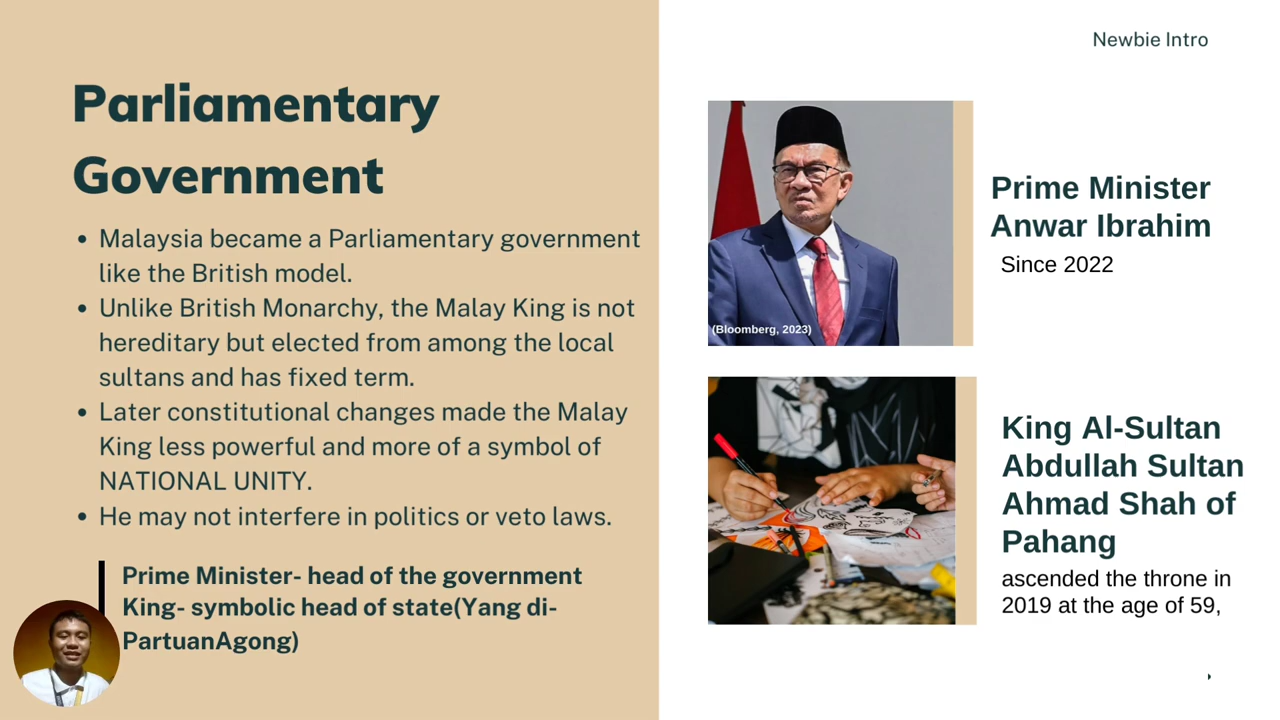 Newbie Intro
Parliamentary
Government
• Malaysia became a Parliamentary government
like the British model.
• Unlike British Monarchy, the Malay King is not
hereditary but elected from among the local
sultans and has fixed term.
• Later constitutional changes made the Malay
King less powerful and more of a symbol of
NATIONAL UNITY.
• He may not interfere in politics or veto laws.
Prime Minister- head of the government
King- symbolic head of state(Yang di-
PartuanAgong)
(Bloomberg, 2023)
Prime Minister
Anwar Ibrahim
Since 2022
King Al-Sultan
Abdullah Sultan
Ahmad Shah of
Pahang
ascended the throne in
2019 at the age of 59,